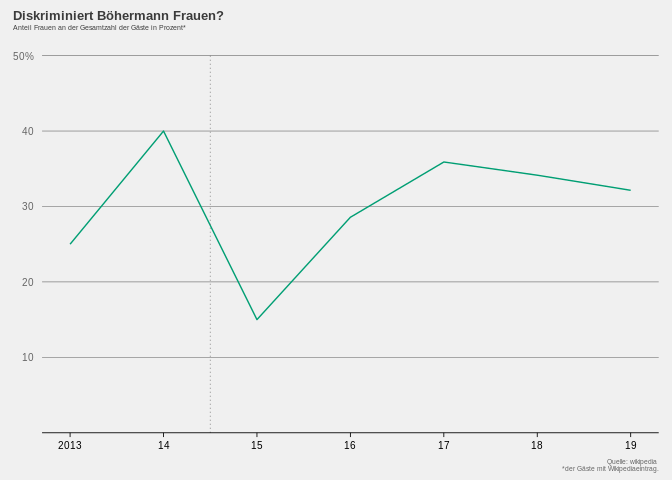 Diskriminiert Böhermann Frauen?
Anteil Frauen an der Gesamtzahl der Gäste in Prozent*
50%
40
30
20
10
2013 14 15 16 17 18 19
Quelle: wikipedia
*der Gäste mit Wikipediaeintrag.